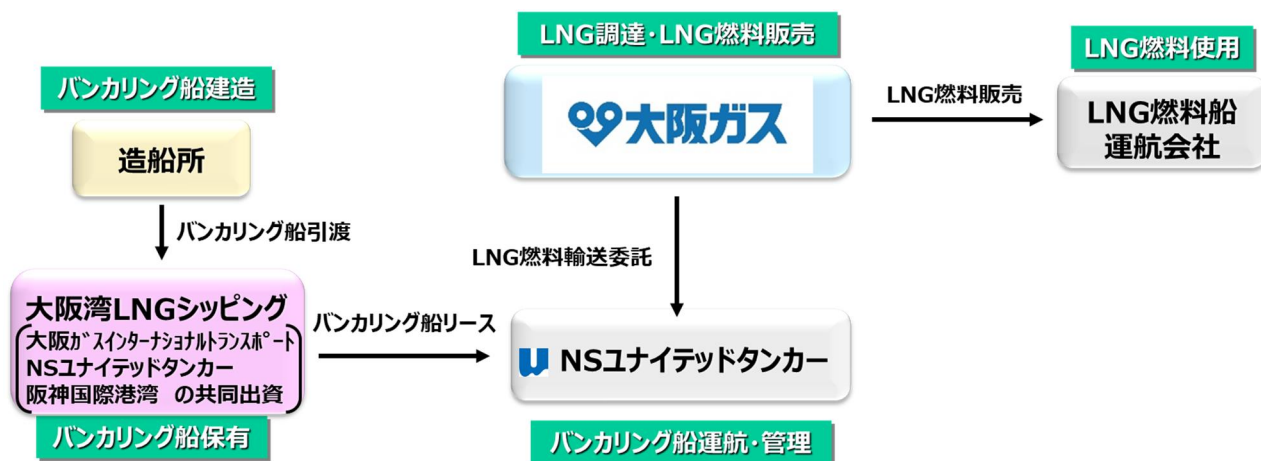 LNG調達・LNG燃料販売
LNG燃料使用
バンカリング船建造
大阪ガス
LNG燃料販売
LNG燃料船
運航会社
造船所
バンカリング船引渡
LNG燃料輸送委託
大阪湾LNGシッピング
大阪ｶﾞｽｲﾝﾀｰﾅｼｮﾅﾙﾄﾗﾝｽﾎﾟｰﾄ
NSユナイテッドタンカー
阪神国際港湾 の共同出資
バンカリング船リース
NSユナイテッドタンカー
バンカリング船保有
バンカリング船運航・管理